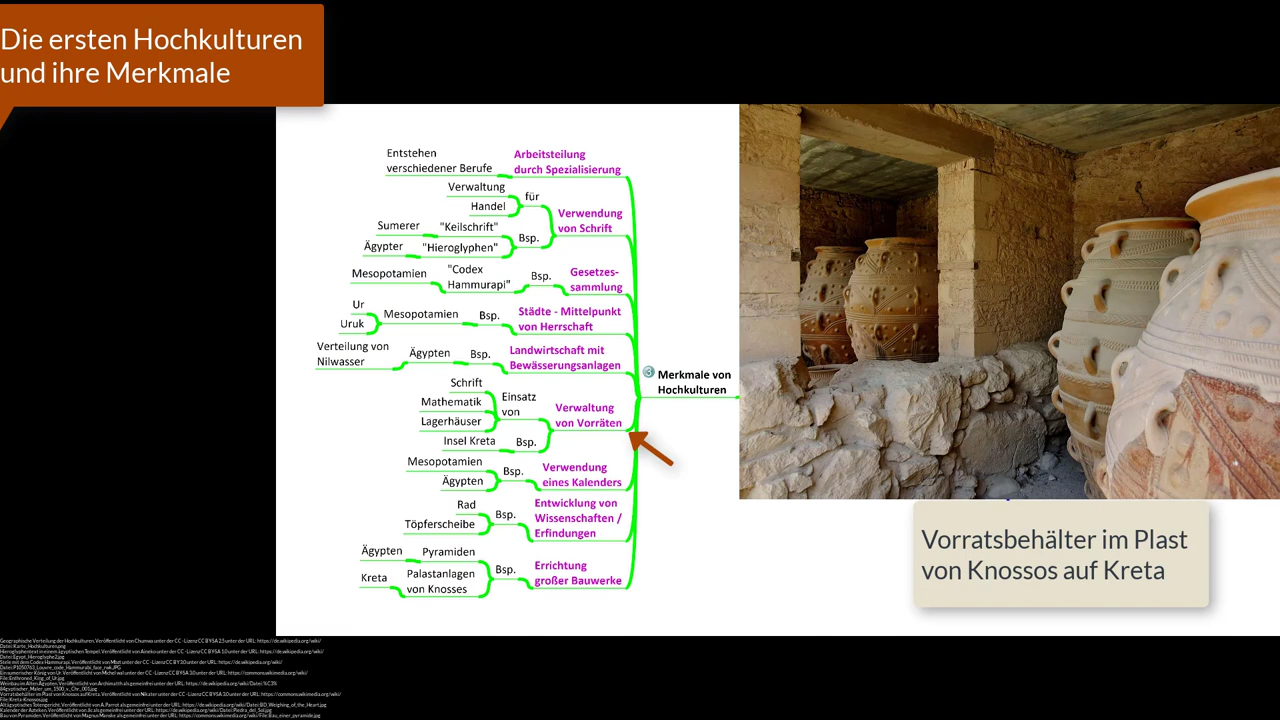 Die ersten Hochkulturen
und ihre Merkmale
Entstehen
verschiedener Berufe
Arbeitsteilung
durch Spezialisierung
Verwaltung
Handel
für
Sumerer
"Keilschrift"
Ägypter
"Hieroglyphen"
Bsp.
Verwendung
von Schrift
Mesopotamien
"Codex
Hammurapi"
Bsp.
Gesetzes-
sammlung
Ur
Uruk
Mesopotamien
Bsp.
Städte - Mittelpunkt
von Herrschaft
Verteilung von
Nilwasser
Ägypten
Bsp.
Landwirtschaft mit
Bewässerungsanlagen
Schrift
Mathematik
Lagerhäuser
Einsatz
von
Insel Kreta
Bsp.
Verwaltung
von Vorräten
Mesopotamien
Ägypten
Bsp.
Verwendung
eines Kalenders
Rad
Töpferscheibe
Bsp.
Entwicklung von
Wissenschaften /
Erfindungen
Ägypten
Pyramiden
Kreta
Palastanlagen
von Knosses
Bsp.
Errichtung
großer Bauwerke
3 Merkmale von
Hochkulturen
Vorratsbehälter im Plast
von Knossos auf Kreta